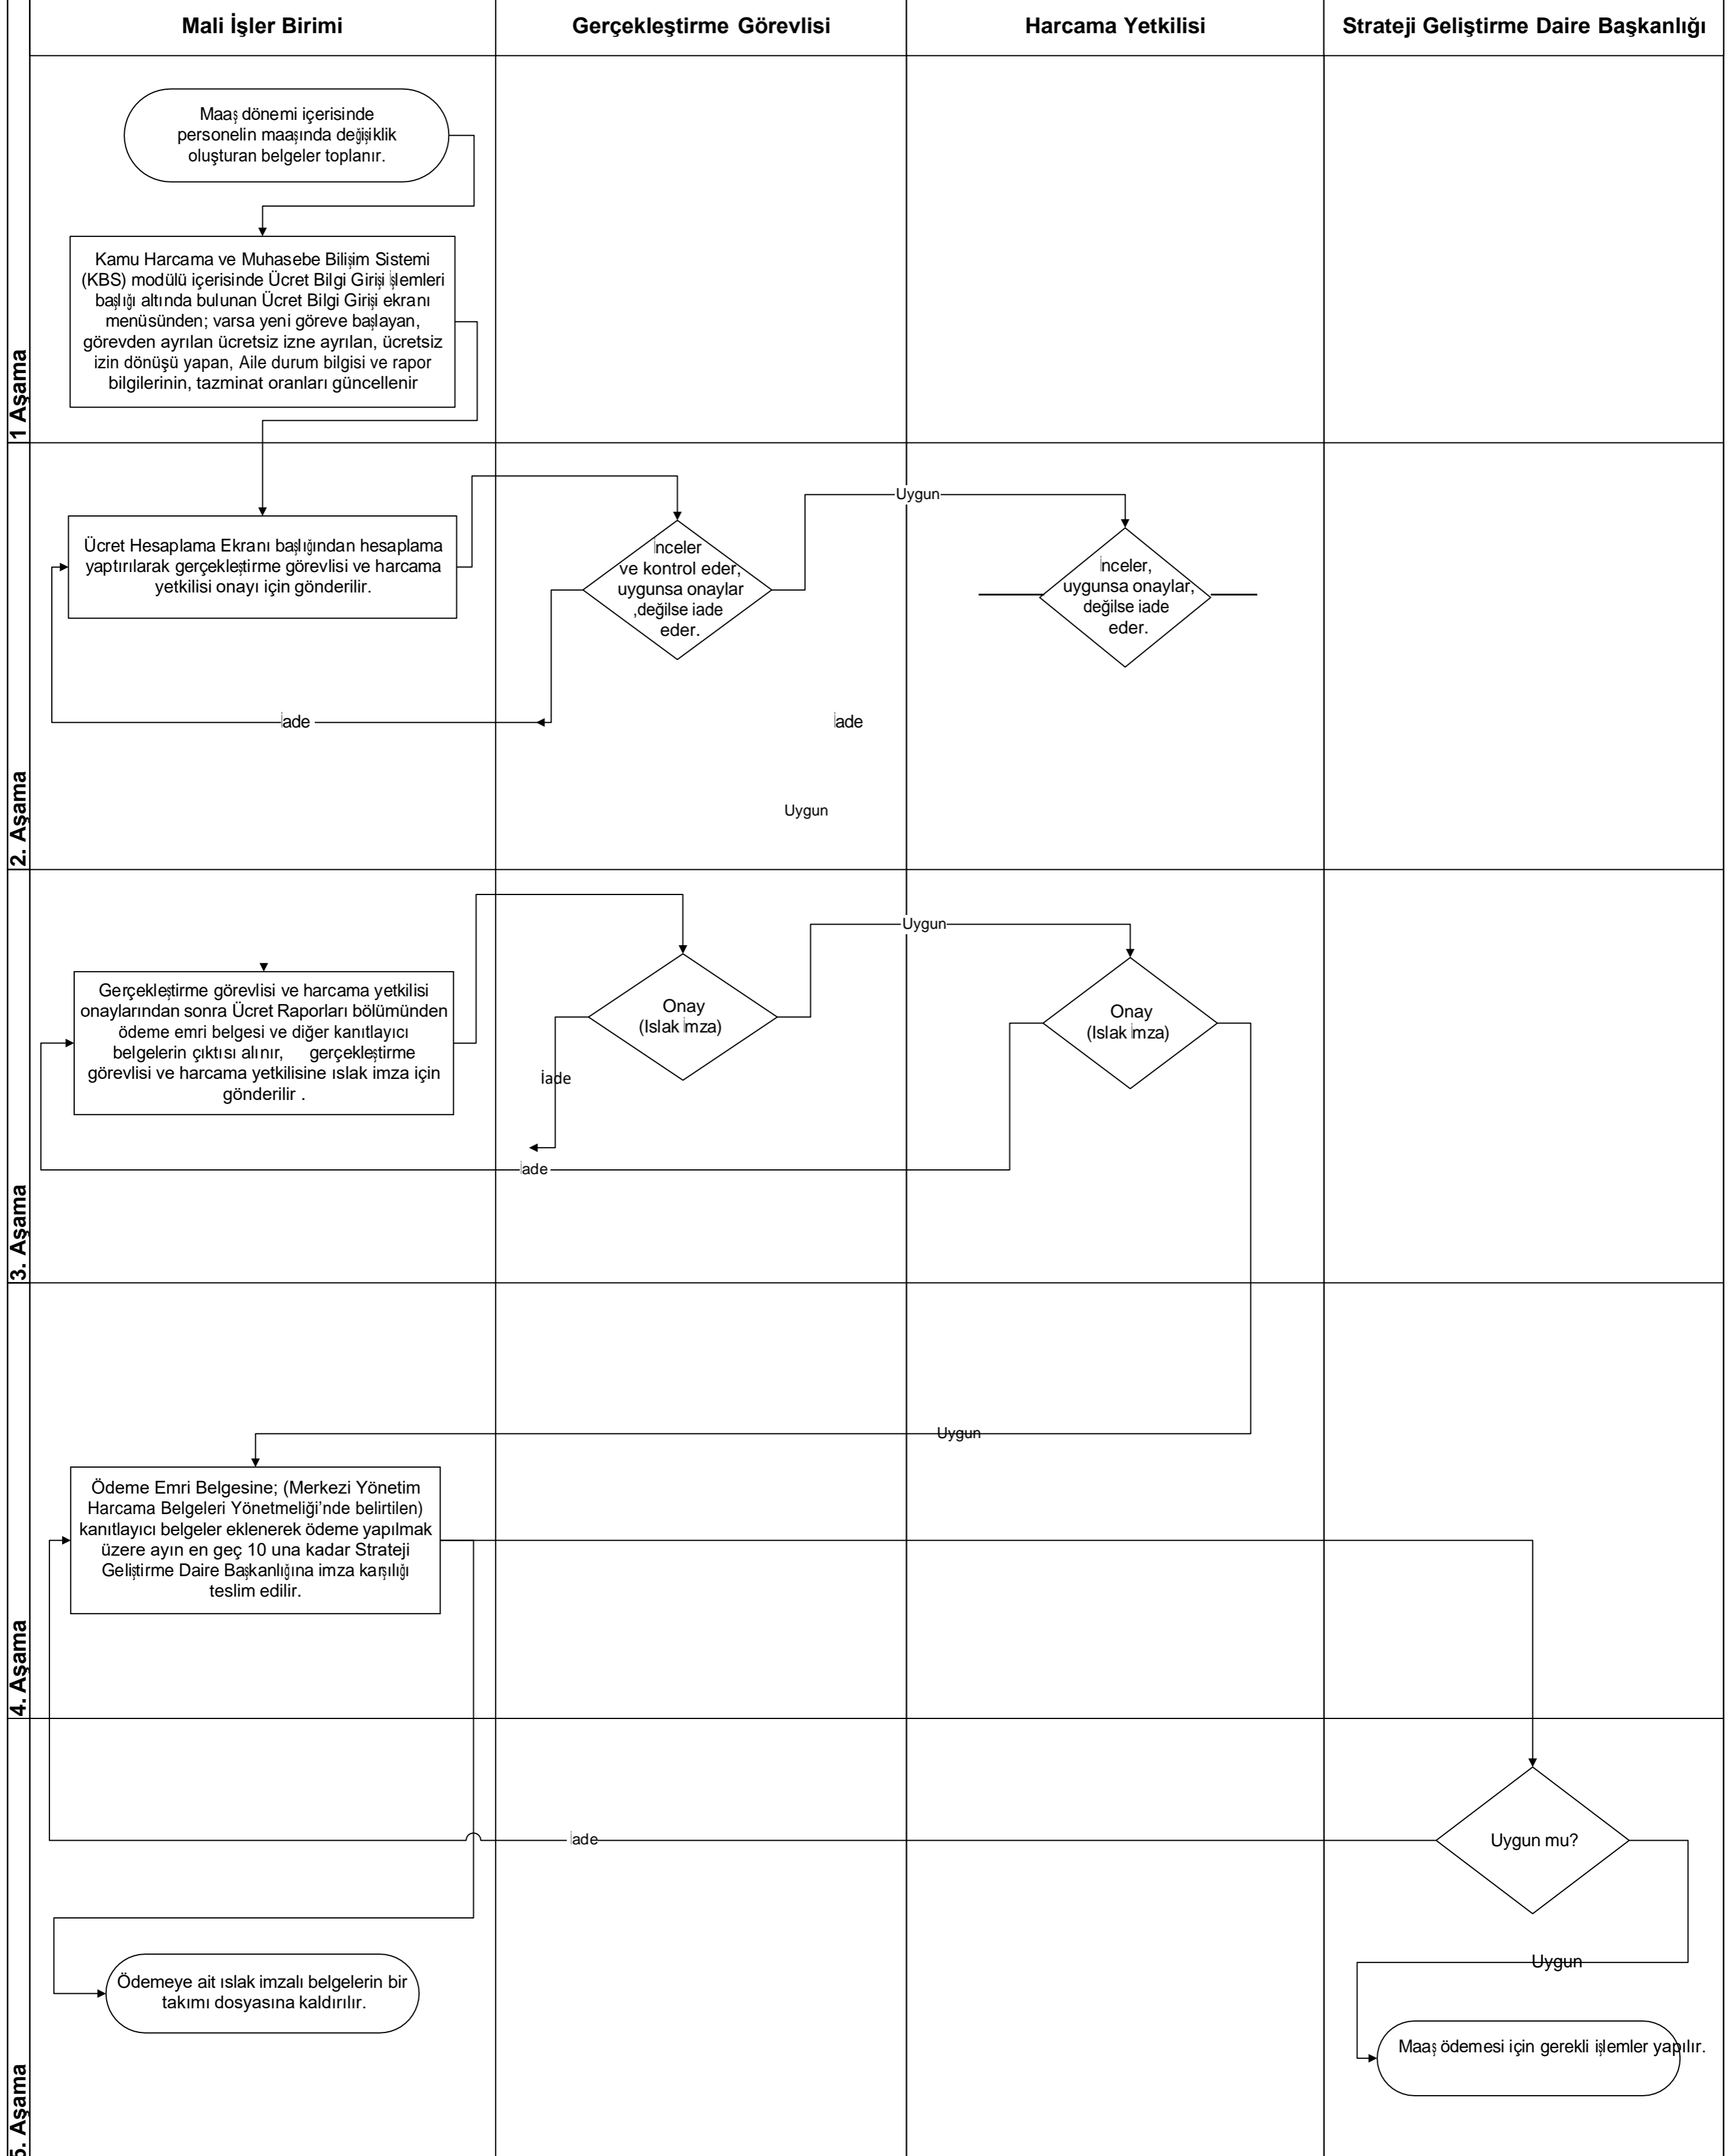 Mali İşler Birimi
Gerçekleştirme Görevlisi
Harcama Yetkilisi
Strateji Geliştirme Daire Başkanlığı
1 Aşama
Maaş dönemi içerisinde
personelin maaşında değişiklik
oluşturan belgeler toplanır.
Kamu Harcama ve Muhasebe Bilişim Sistemi
(KBS) modülü içerisinde Ücret Bilgi Girişi İşlemleri
başlığı altında bulunan Ücret Bilgi Girişi ekranı
menüsünden; varsa yeni göreve başlayan,
görevden ayrılan ücretsiz izne ayrılan, ücretsiz
izin dönüşü yapan, Aile durum bilgisi ve rapor
bilgilerinin, tazminat oranları güncellenir
2. Aşama
Ücret Hesaplama Ekranı başlığından hesaplama
yaptırılarak gerçekleştirme görevlisi ve harcama
yetkilisi onayı için gönderilir.
İnceler
ve kontrol eder,
uygunsa onaylar
,değilse iade
eder.
Uygun
İnceler,
uygunsa onaylar,
değilse iade
eder.
İade
İade
Uygun
3. Aşama
Gerçekleştirme görevlisi ve harcama yetkilisi
onaylarından sonra Ücret Raporları bölümünden
ödeme emri belgesi ve diğer kanıtlayıcı
belgelerin çıktısı alınır, gerçekleştirme
görevlisi ve harcama yetkilisine ıslak imza için
gönderilir .
Onay
(Islak İmza)
Uygun
Onay
(Islak İmza)
İade
İade
4. Aşama
Uygun
Ödeme Emri Belgesine; (Merkezi Yönetim
Harcama Belgeleri Yönetmeliği’nde belirtilen)
kanıtlayıcı belgeler eklenerek ödeme yapılmak
üzere ayın en geç 10 una kadar Strateji
Geliştirme Daire Başkanlığına imza karşılığı
teslim edilir.
5. Aşama
Uygun mu?
İade
Uygun
Ödemeye ait ıslak imzalı belgelerin bir
takımı dosyasına kaldırılır.
Maaş ödemesi için gerekli işlemler yapılır.